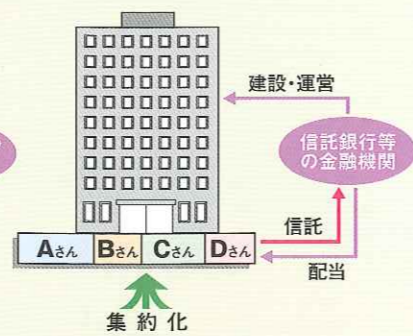 建設・運営
信託銀行等
の金融機関
Aさん Bさん Cさん Dさん
信託
配当
集約化